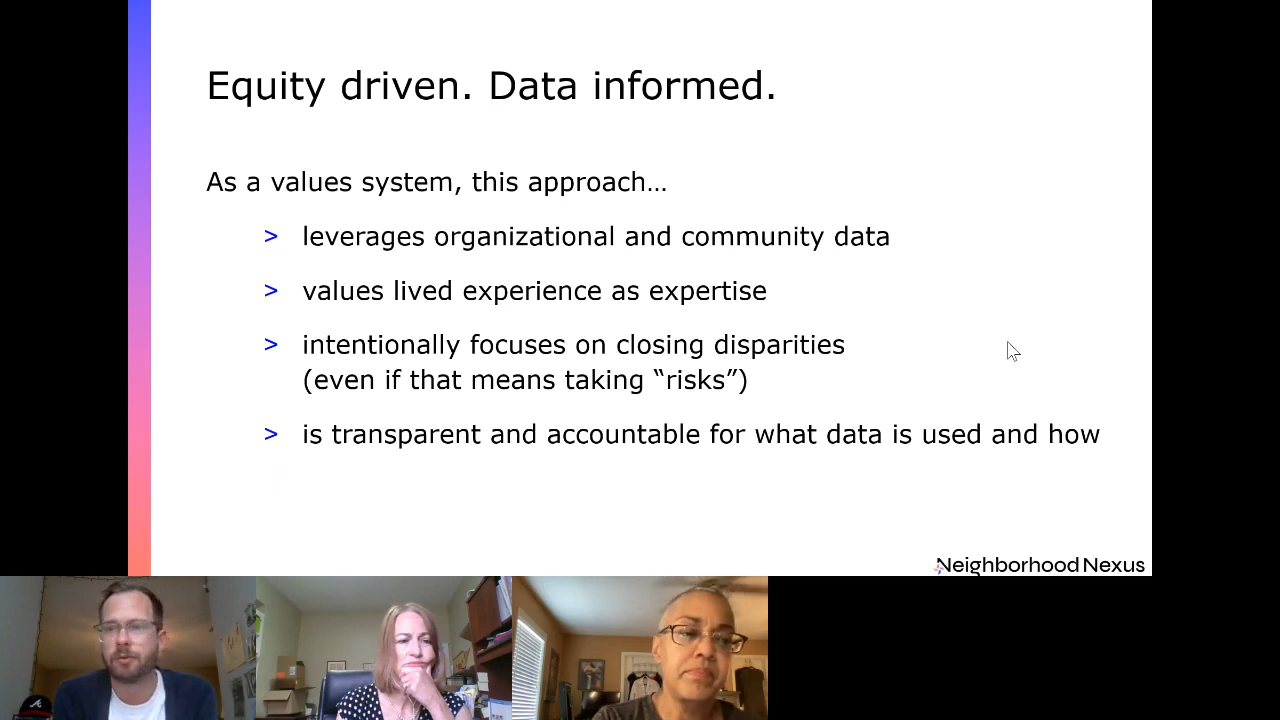 Equity driven. Data informed.
As a values system, this approach…
> leverages organizational and community data
> values lived experience as expertise
> intentionally focuses on closing disparities
(even if that means taking “risks”)
> is transparent and accountable for what data is used and how
Neighborhood Nexus